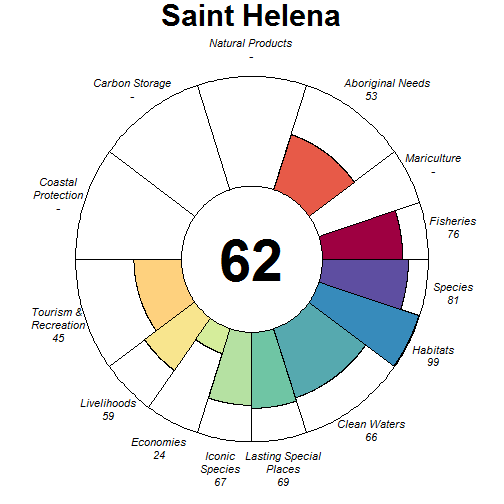 Saint Helena
Natural Products
-
Carbon Storage
-
Aboriginal Needs
53
Mariculture
-
Coastal
Protection
-
Fisheries
76
62
Species
81
Tourism &
Recreation
45
Habitats
99
Livelihoods
59
Clean Waters
66
Economies
24
Iconic
Species
67
Lasting Special
Places
69